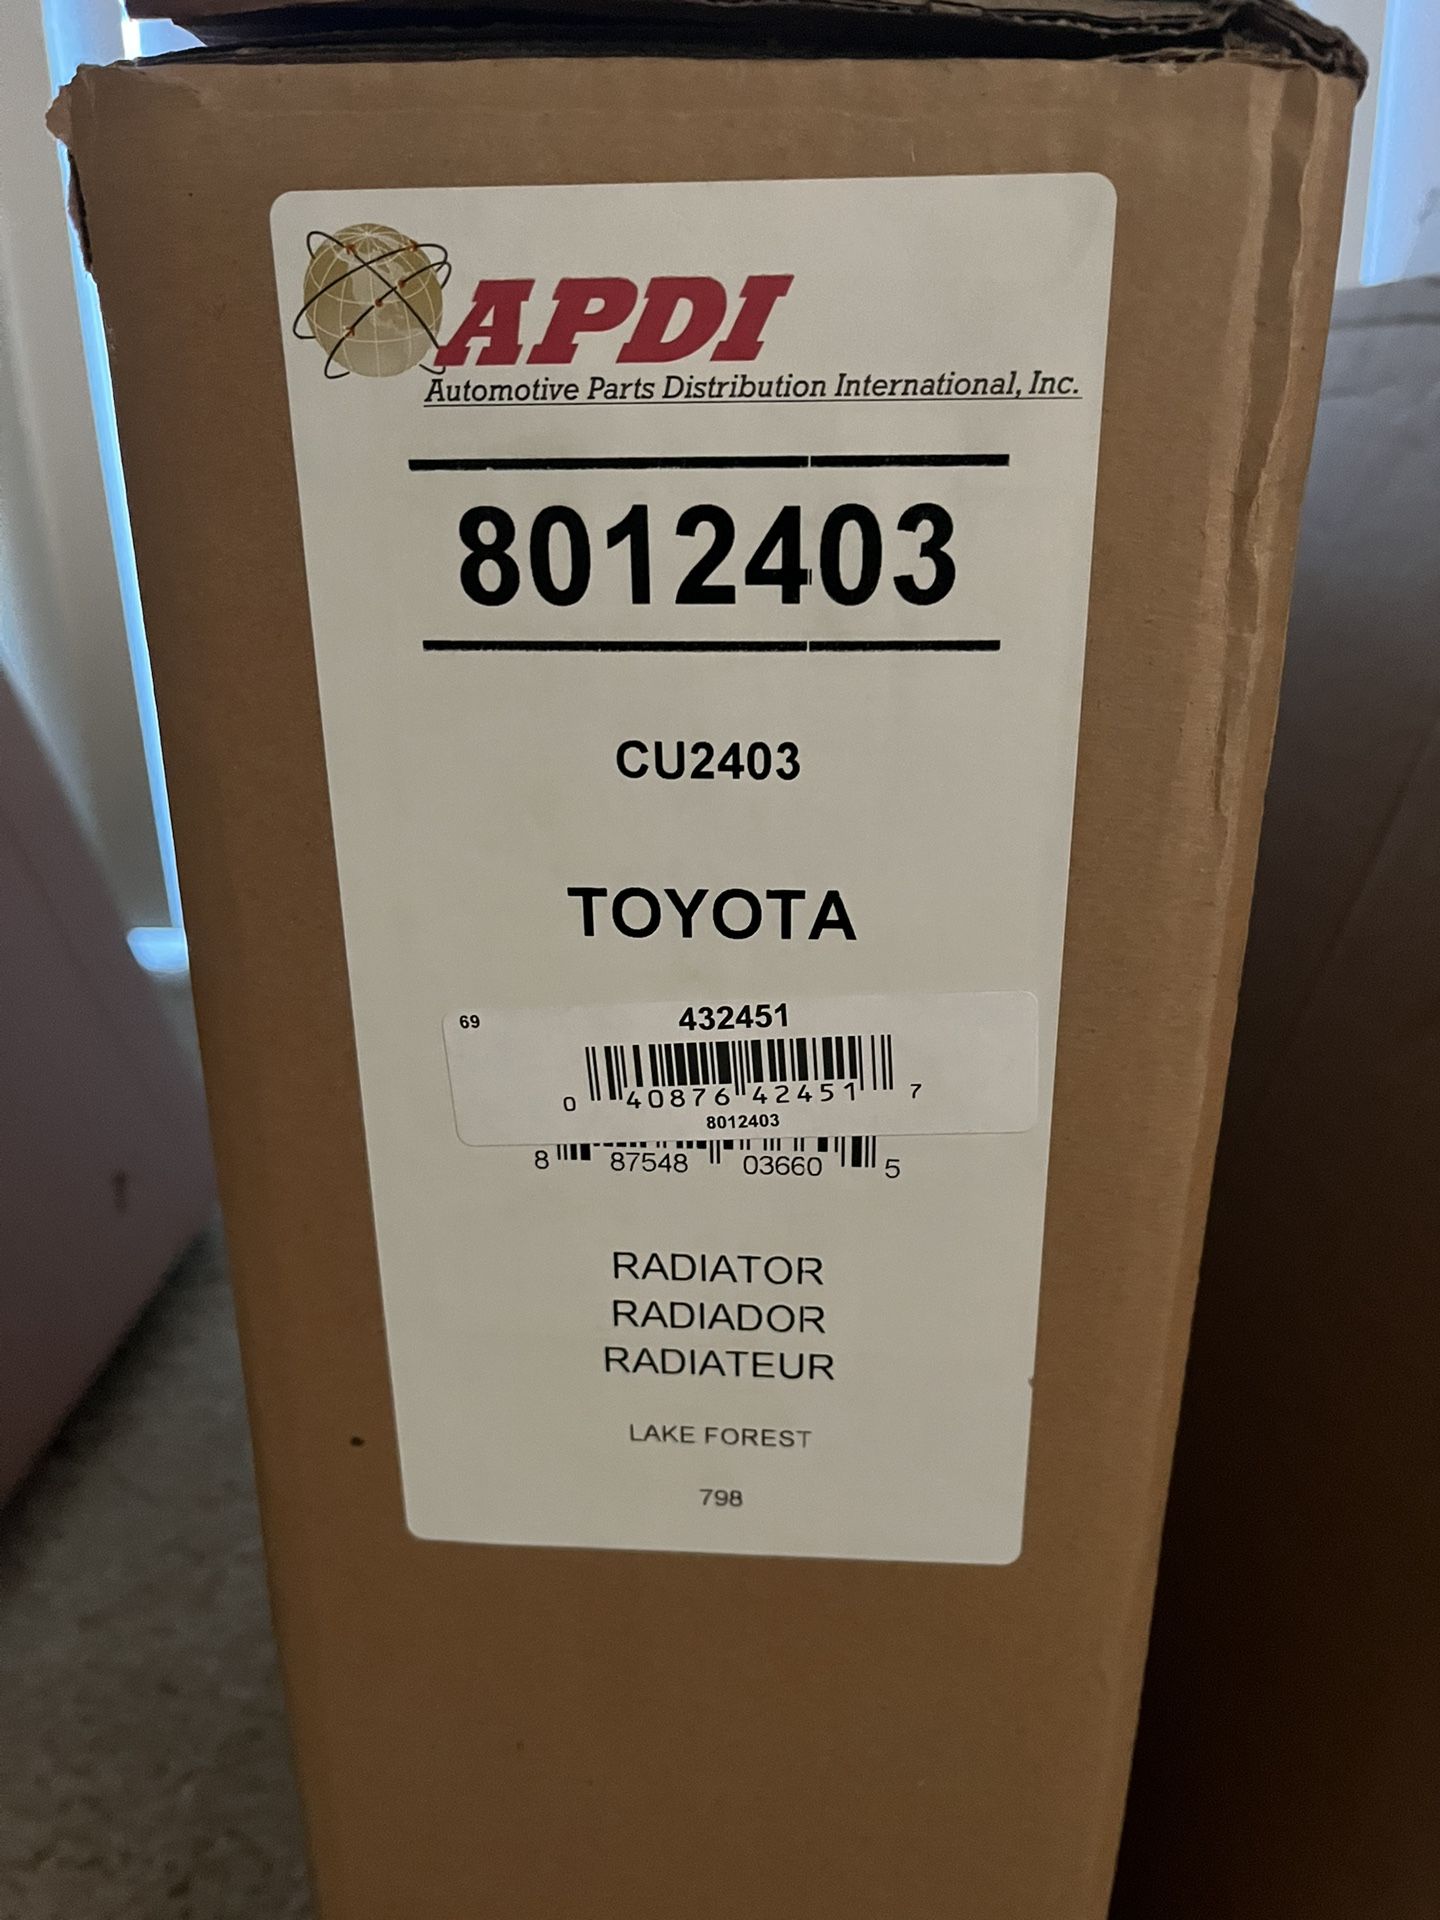 APDI
Automotive Parts Distribution International, Inc.
8012403
CU2403
TOYOTA
69 432451
0 40876 42451 7
8012403
8 87548 03660 5
RADIATOR
RADIADOR
RADIATEUR
LAKE FOREST
798